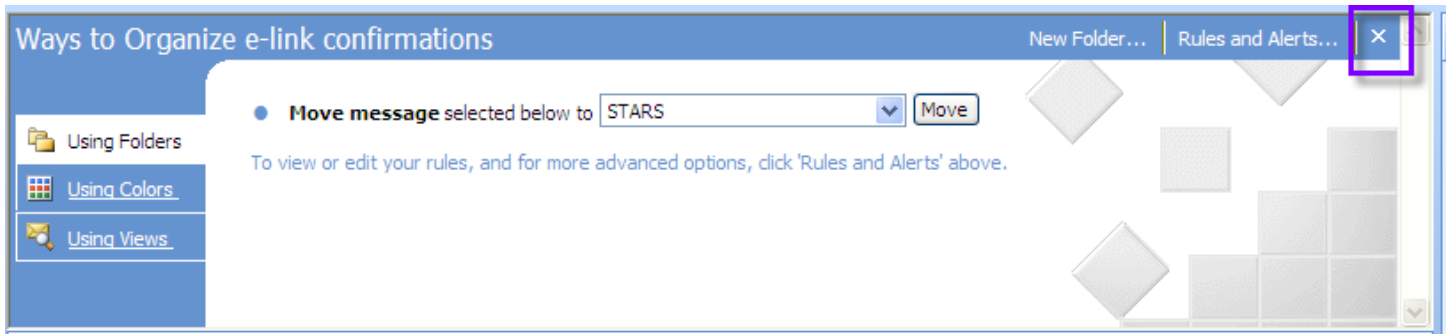 Ways to Organize e-link confirmations
New Folder... Rules and Alerts... ×
Move message selected below to STARS Move
Using Folders
To view or edit your rules, and for more advanced options, click 'Rules and Alerts' above.
Using Colors
Using Views